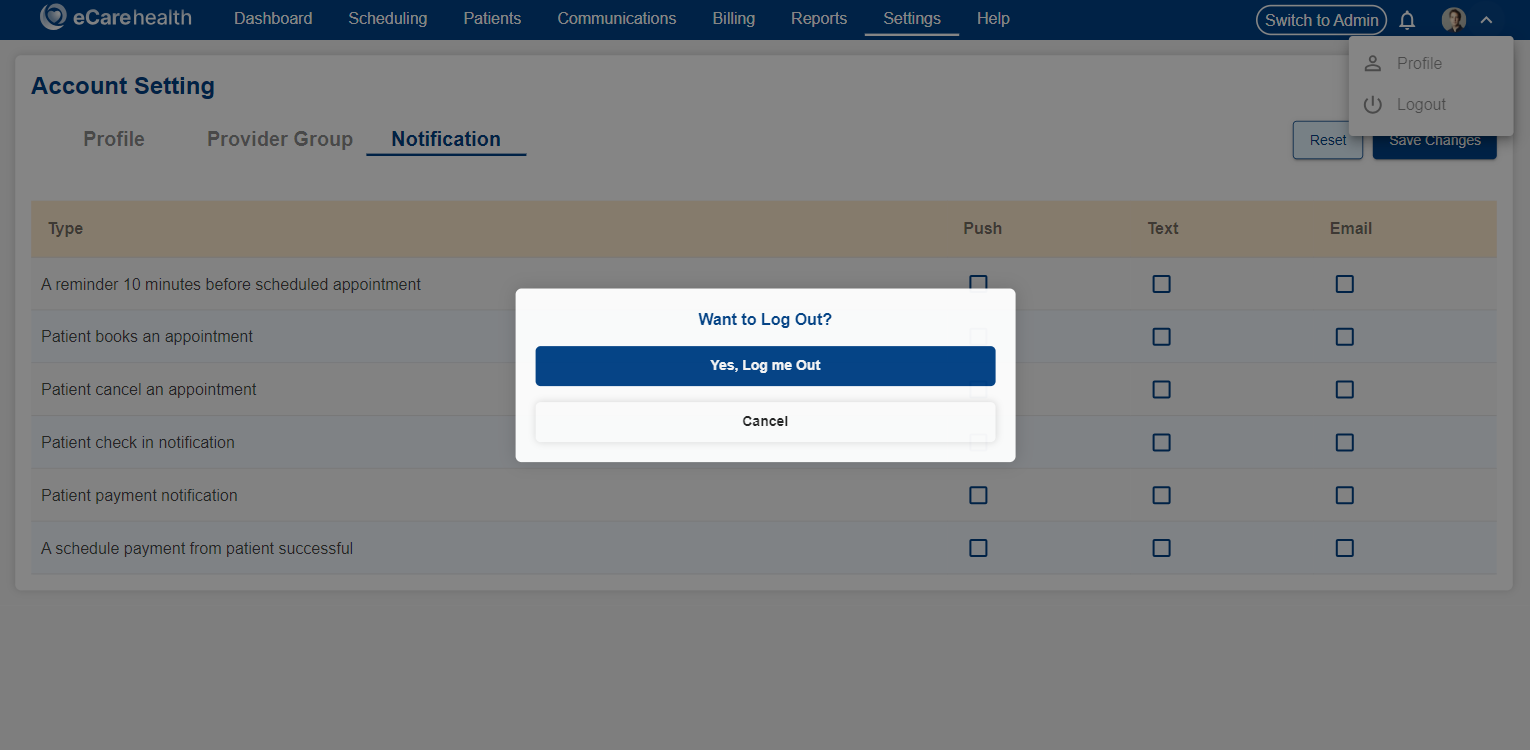 eCarehealth Dashboard Scheduling Patients Communications Billing Reports Settings Help Switch to Admin
Profile
Logout
Account Setting
Profile Provider Group Notification
Reset Save Changes
Type Push Text Email
A reminder 10 minutes before scheduled appointment
Patient books an appointment
Patient cancel an appointment
Patient check in notification
Patient payment notification
A schedule payment from patient successful
Want to Log Out?
Yes, Log me Out
Cancel